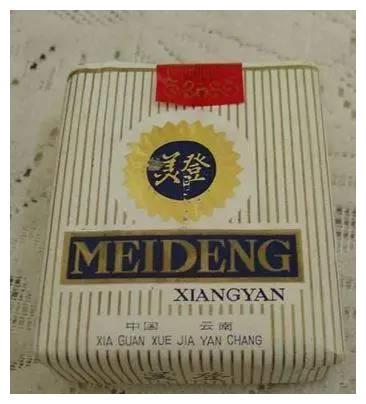 美登
MEIDENG
XIANGYAN
中国 云南
XIA GUAN XUE JIA YAN CHANG